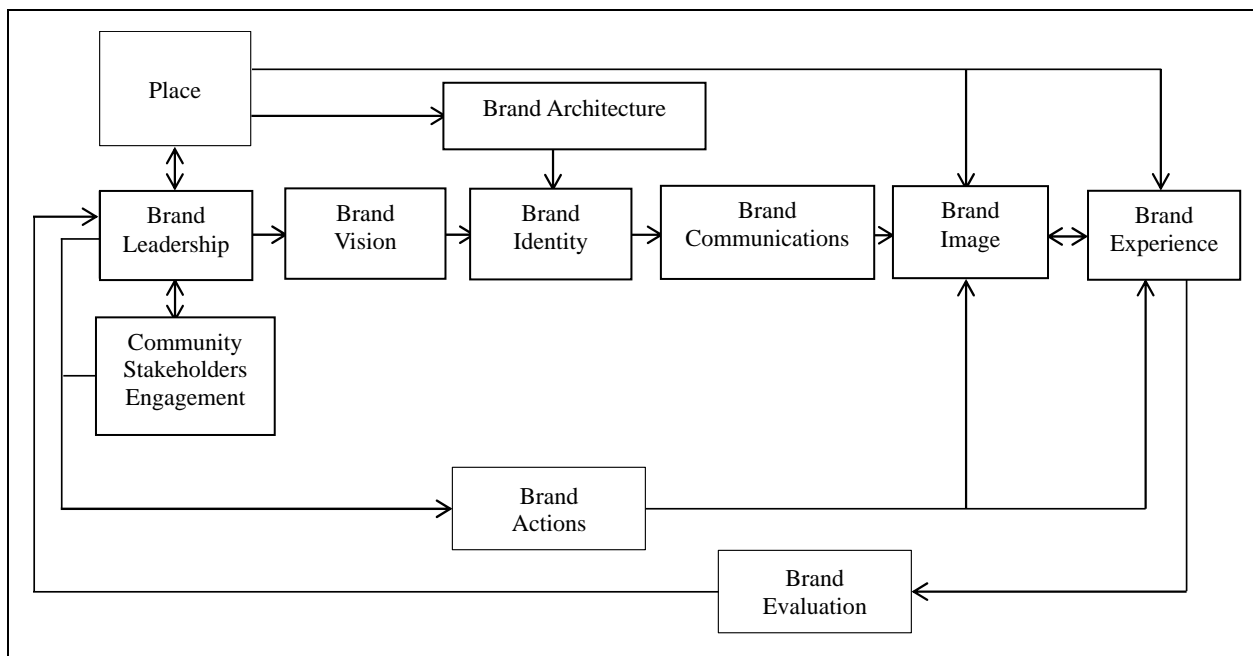 Place
Brand Architecture
Brand
Leadership
Brand
Vision
Brand
Identity
Brand
Communications
Brand
Image
Brand
Experience
Community
Stakeholders
Engagement
Brand
Actions
Brand
Evaluation